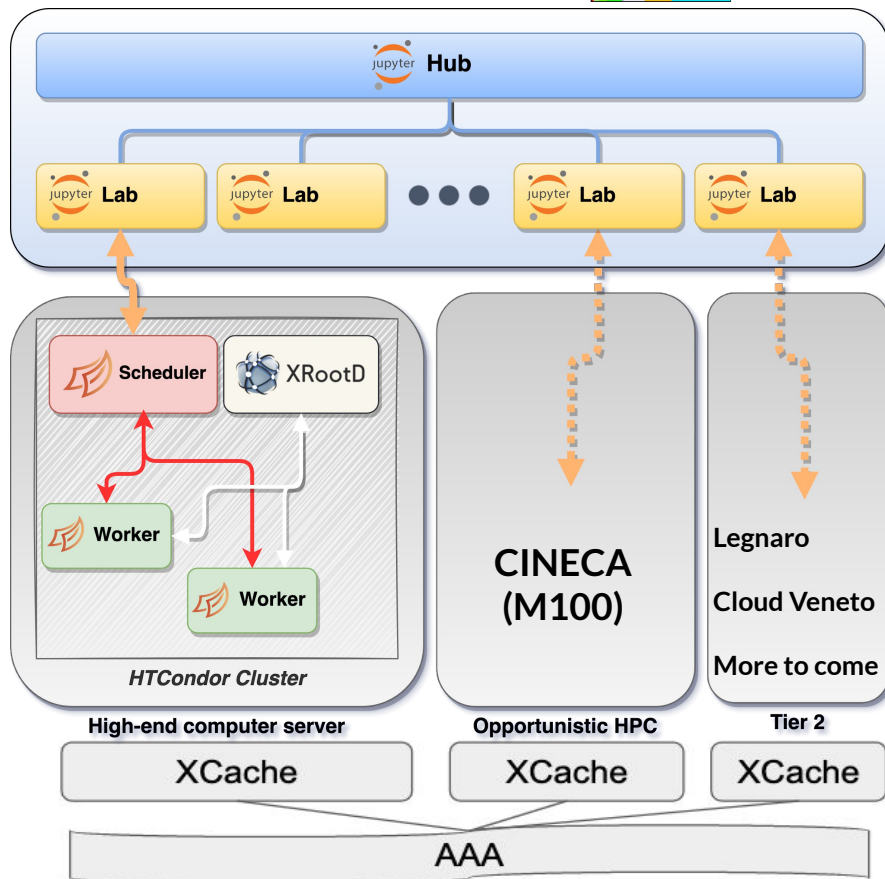 jupyter Hub
jupyter Lab
jupyter Lab
jupyter Lab
jupyter Lab
Scheduler
XRootD
Worker
Worker
HTCondor Cluster
CINECA
(M100)
Legnaro
Cloud Veneto
More to come
High-end computer server
Opportunistic HPC
Tier 2
XCache
XCache
XCache
AAA